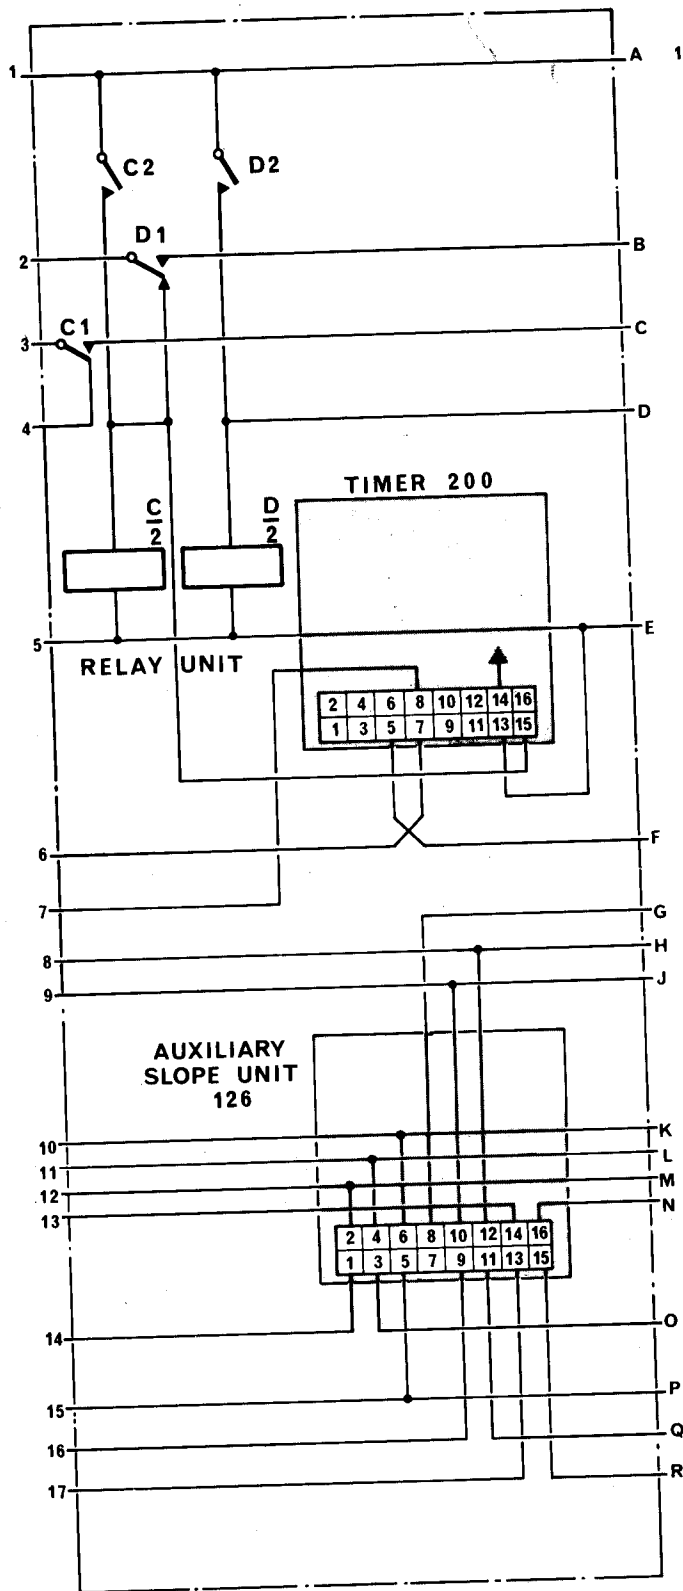 1 A 1
C2 D2
D1
2 B
C1
3 C
4 D
TIMER 200
C
2
D
2
5 E
RELAY UNIT
2 4 6 8 10 12 14 16
1 3 5 7 9 11 13 15
6 F
7 G
8 H
9 J
AUXILIARY
SLOPE UNIT
126
10 K
11 L
12 M
13 N
2 4 6 8 10 12 14 16
1 3 5 7 9 11 13 15
14 O
15 P
16 Q
17 R